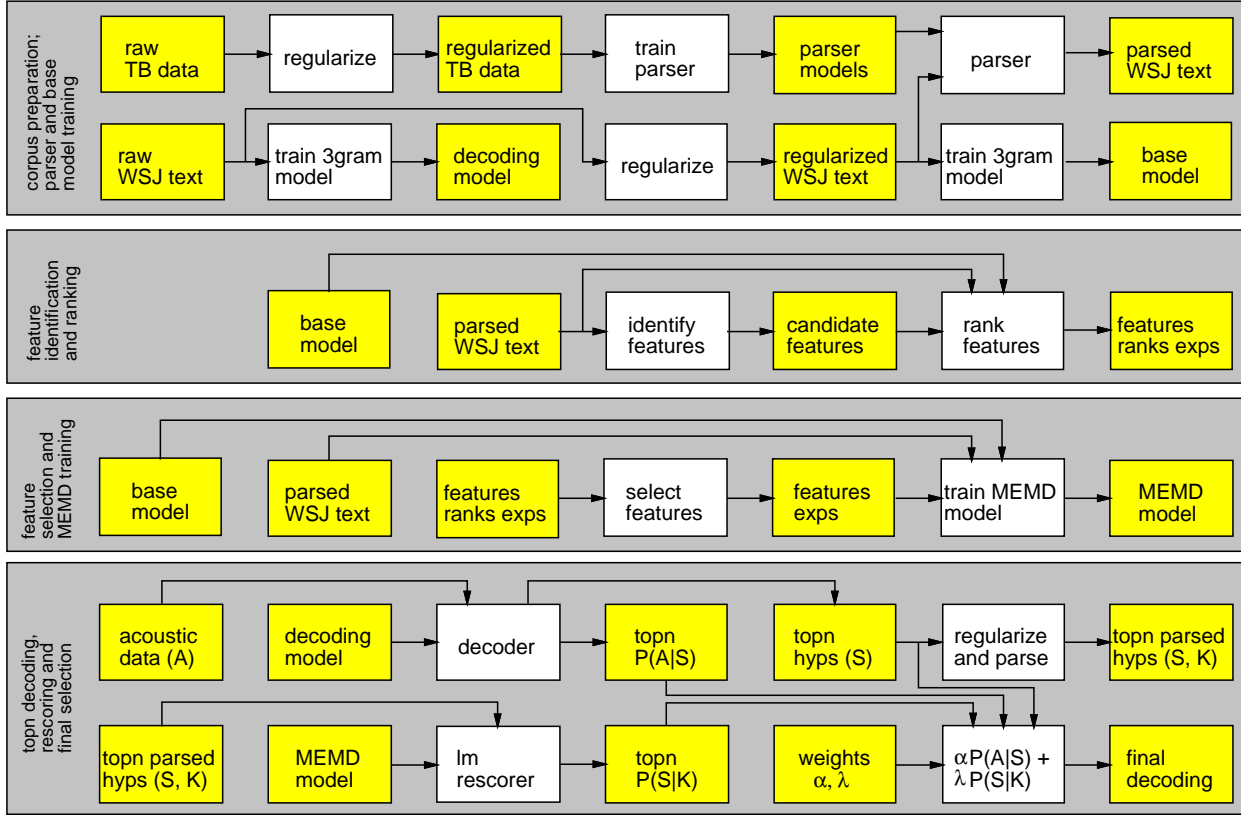 corpus preparation;
parser and base
model training
raw
TB data
regularize
regularized
TB data
train
parser
parser
models
parser
parsed
WSJ text
raw
WSJ text
train 3gram
model
decoding
model
regularize
regularized
WSJ text
train 3gram
model
base
model
feature
identification
and ranking
base
model
parsed
WSJ text
identify
features
candidate
features
rank
features
features
ranks exps
feature
selection and
MEMD training
base
model
parsed
WSJ text
features
ranks exps
select
features
features
exps
train MEMD
model
MEMD
model
topn decoding,
rescoring and
final selection
acoustic
data (A)
decoding
model
decoder
topn
P(A|S)
topn
hyps (S)
regularize
and parse
topn parsed
hyps (S, K)
topn parsed
hyps (S, K)
MEMD
model
lm
rescorer
topn
P(S|K)
weights
α, λ
αP(A|S) +
λP(S|K)
final
decoding